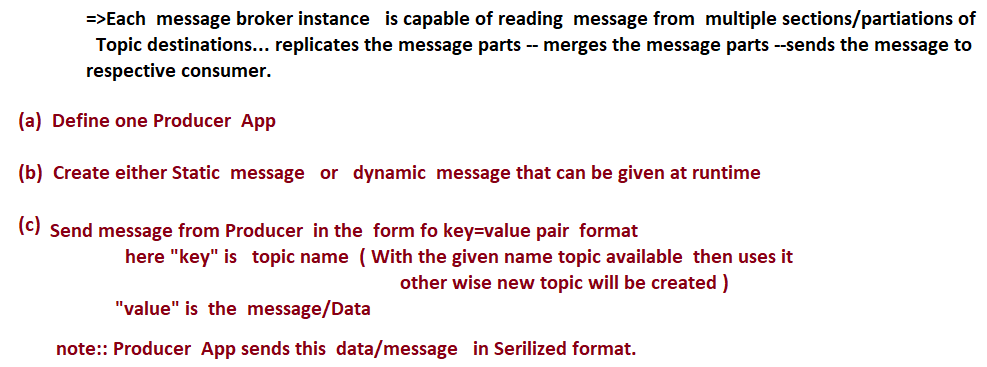 =>Each message broker instance is capable of reading message from multiple sections/partiations of
Topic destinations... replicates the message parts -- merges the message parts --sends the message to
respective consumer.
(a) Define one Producer App
(b) Create either Static message or dynamic message that can be given at runtime
(c) Send message from Producer in the form fo key=value pair format
here "key" is topic name ( With the given name topic available then uses it
other wise new topic will be created )
"value" is the message/Data
note:: Producer App sends this data/message in Serilized format.